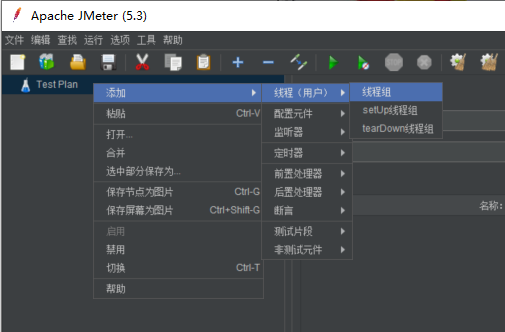 Apache JMeter (5.3)
文件 编辑 查找 运行 选项 工具 帮助
Test Plan
添加
粘贴 Ctrl-V
打开...
合并
选中部分保存为...
保存节点为图片 Ctrl-G
保存屏幕为图片 Ctrl+Shift-G
启用
禁用
切换 Ctrl-T
帮助
线程（用户）
配置元件
监听器
定时器
前置处理器
后置处理器
断言
测试片段
非测试元件
线程组
setUp线程组
tearDown线程组
名称: